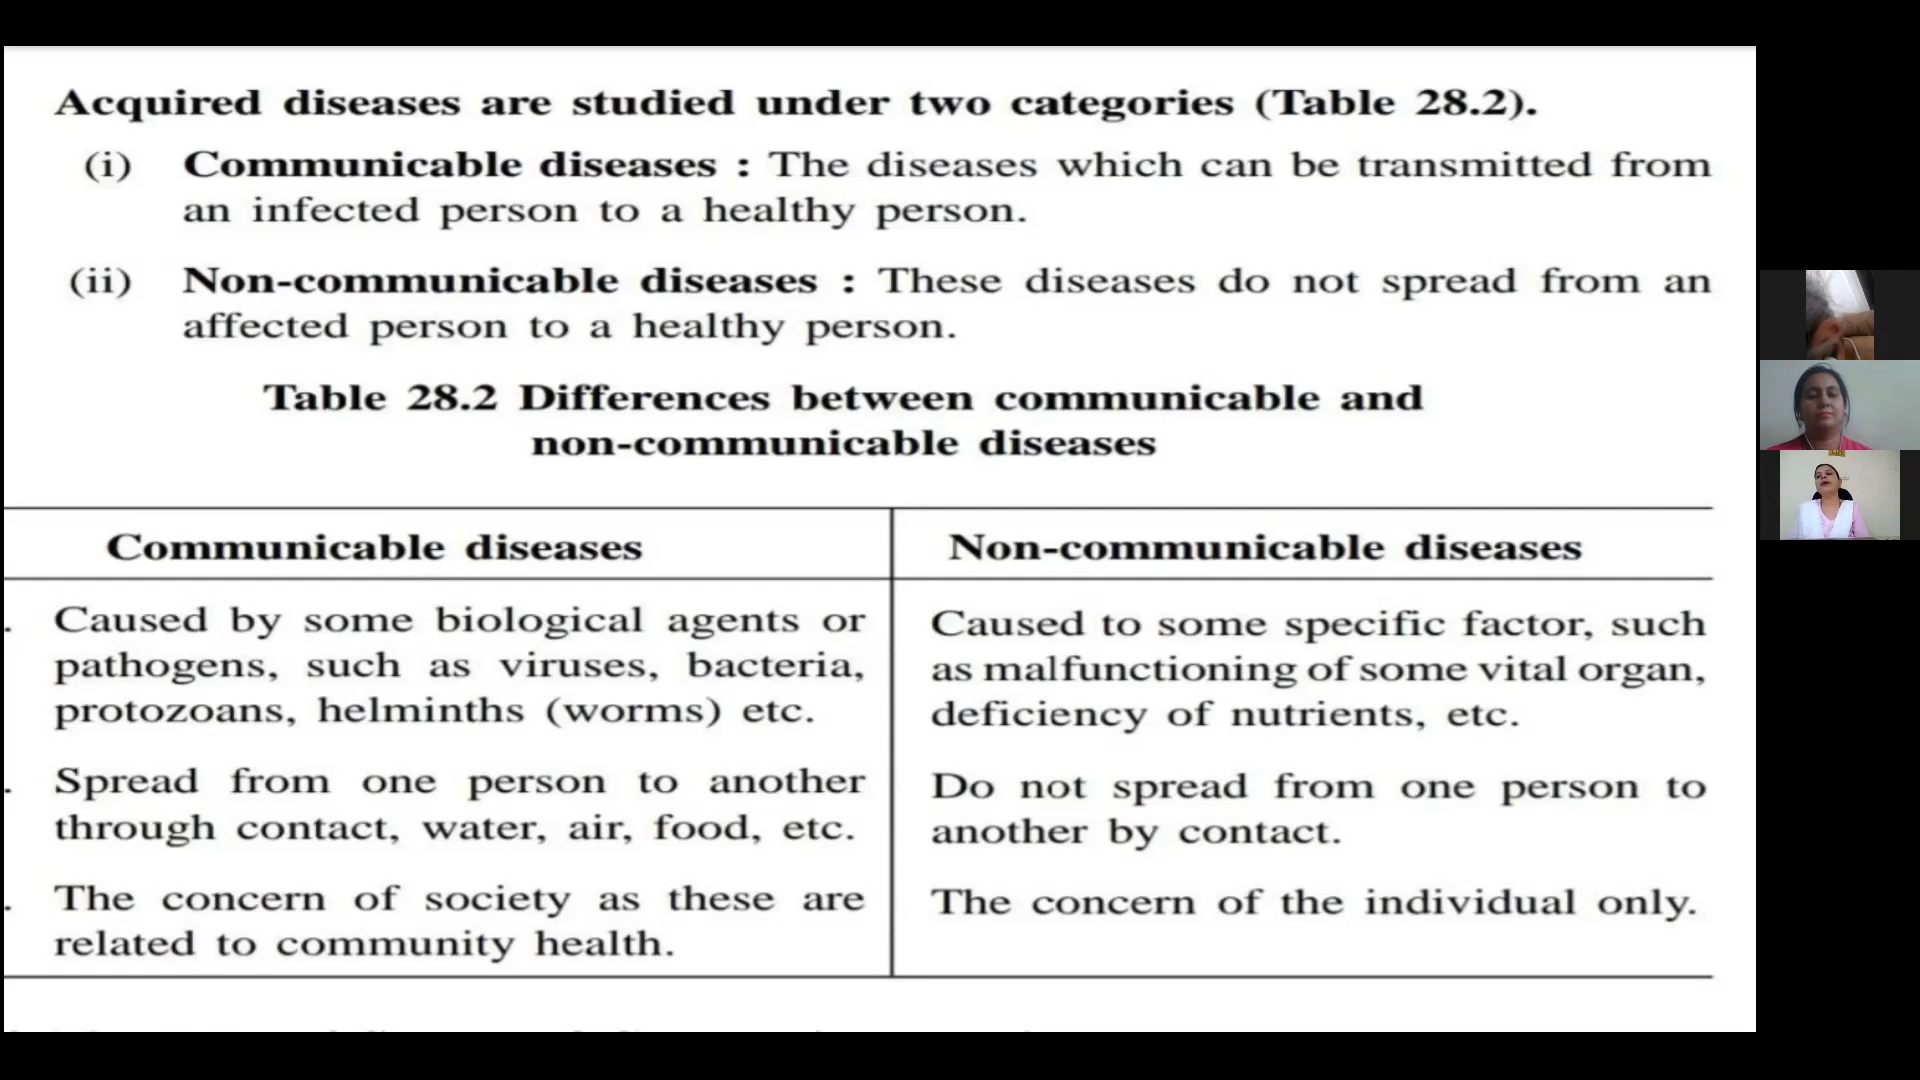 Acquired diseases are studied under two categories (Table 28.2).
(i) Communicable diseases : The diseases which can be transmitted from
an infected person to a healthy person.
(ii) Non-communicable diseases : These diseases do not spread from an
affected person to a healthy person.
Table 28.2 Differences between communicable and
non-communicable diseases
Communicable diseases
Non-communicable diseases
. Caused by some biological agents or
pathogens, such as viruses, bacteria,
protozoans, helminths (worms) etc.
Caused to some specific factor, such
as malfunctioning of some vital organ,
deficiency of nutrients, etc.
. Spread from one person to another
through contact, water, air, food, etc.
Do not spread from one person to
another by contact.
. The concern of society as these are
related to community health.
The concern of the individual only.